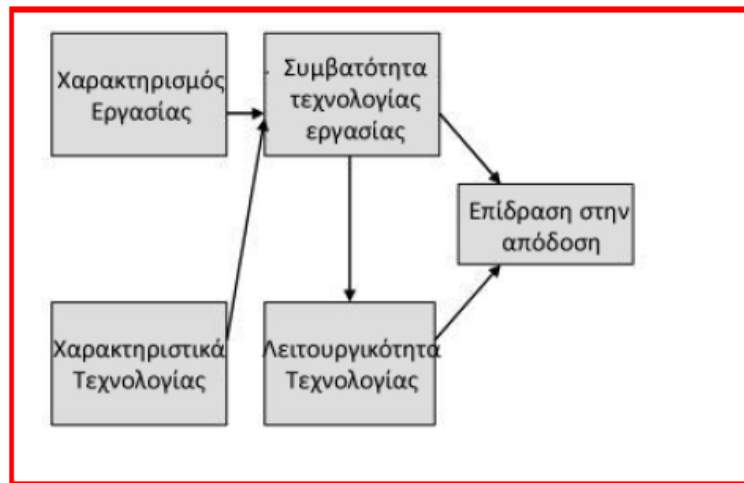 Χαρακτηρισμός
Εργασίας
Συμβατότητα
τεχνολογίας
εργασίας
Επίδραση στην
απόδοση
Χαρακτηριστικά
Τεχνολογίας
Λειτουργικότητα
Τεχνολογίας